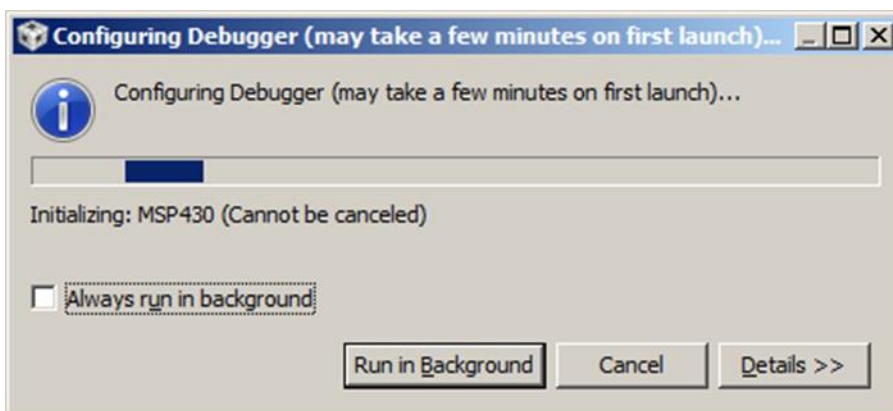 Configuring Debugger (may take a few minutes on first launch)...
Configuring Debugger (may take a few minutes on first launch)...
Initializing: MSP430 (Cannot be canceled)
Always run in background
Run in Background Cancel Details >>